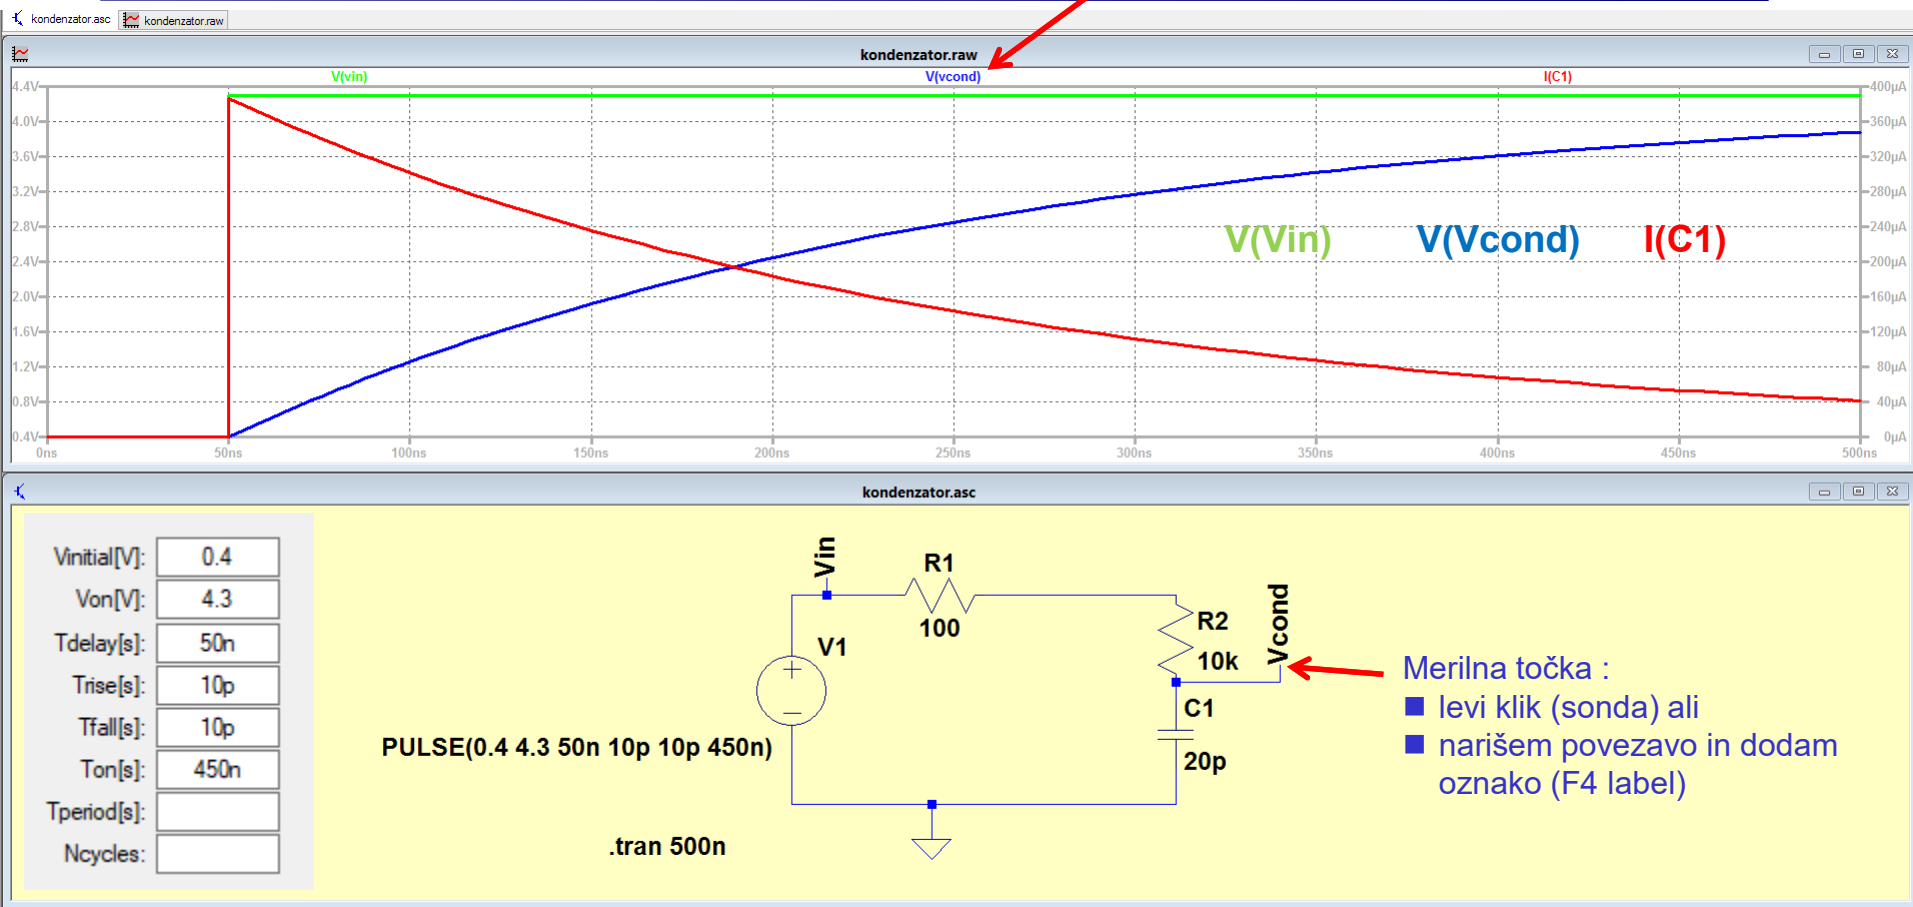 kondenzator.asc kondenzator.raw
kondenzator.raw
V(vin) V(vcond) I(C1)
4.4V 400µA
4.0V 360µA
3.6V 320µA
3.2V 280µA
2.8V 240µA
V(Vin) V(Vcond) I(C1)
2.4V 200µA
2.0V 160µA
1.6V 120µA
1.2V 80µA
0.8V 40µA
0.4V 0µA
0ns 50ns 100ns 150ns 200ns 250ns 300ns 350ns 400ns 450ns 500ns
kondenzator.asc
Vinitial[V]: 0.4
Von[V]: 4.3
Tdelay[s]: 50n
Trise[s]: 10p
Tfall[s]: 10p
Ton[s]: 450n
Tperiod[s]:
Ncycles:
Vin
R1
100
V1
R2
10k
Vcond
C1
20p
PULSE(0.4 4.3 50n 10p 10p 450n)
.tran 500n
Merilna točka :
levi klik (sonda) ali
narišem povezavo in dodam
oznako (F4 label)